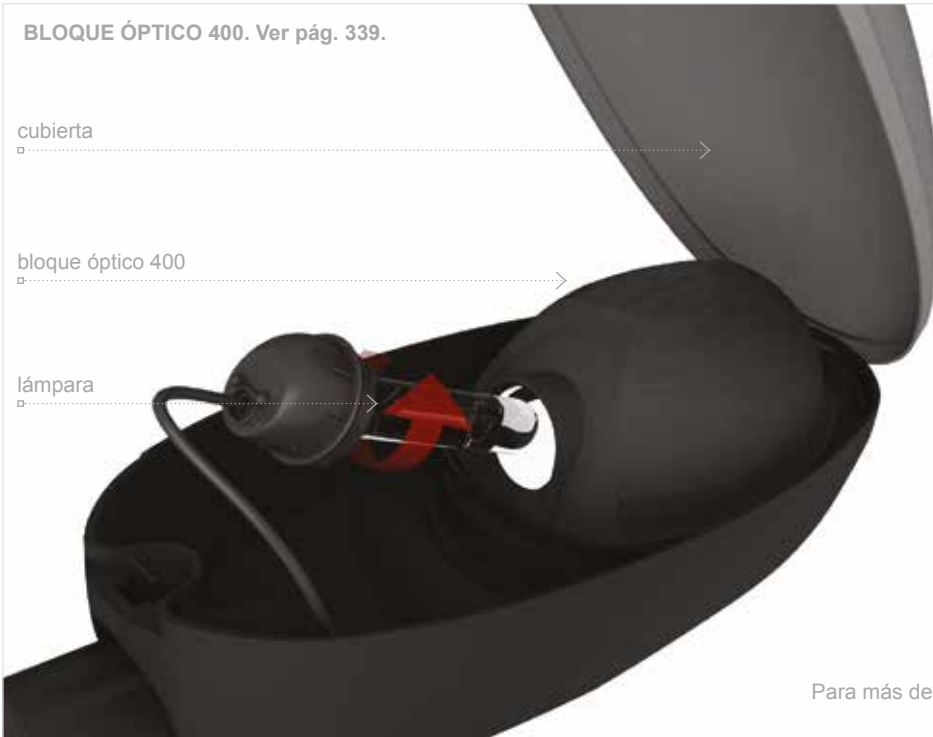 BLOQUE ÓPTICO 400. Ver pág. 339.
cubierta
bloque óptico 400
lámpara
Para más de